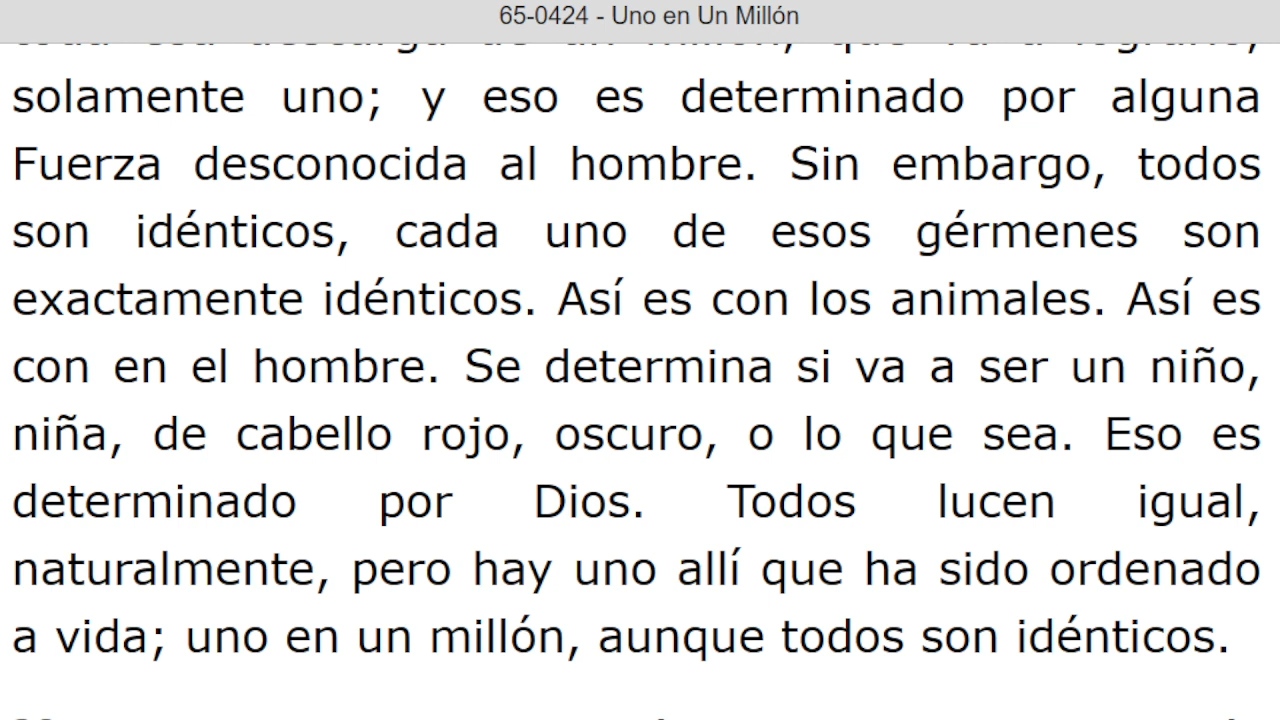 65-0424 - Uno en Un Millón
solamente uno; y eso es determinado por alguna
Fuerza desconocida al hombre. Sin embargo, todos
son idénticos, cada uno de esos gérmenes son
exactamente idénticos. Así es con los animales. Así es
con en el hombre. Se determina si va a ser un niño,
niña, de cabello rojo, oscuro, o lo que sea. Eso es
determinado por Dios. Todos lucen igual,
naturalmente, pero hay uno allí que ha sido ordenado
a vida; uno en un millón, aunque todos son idénticos.